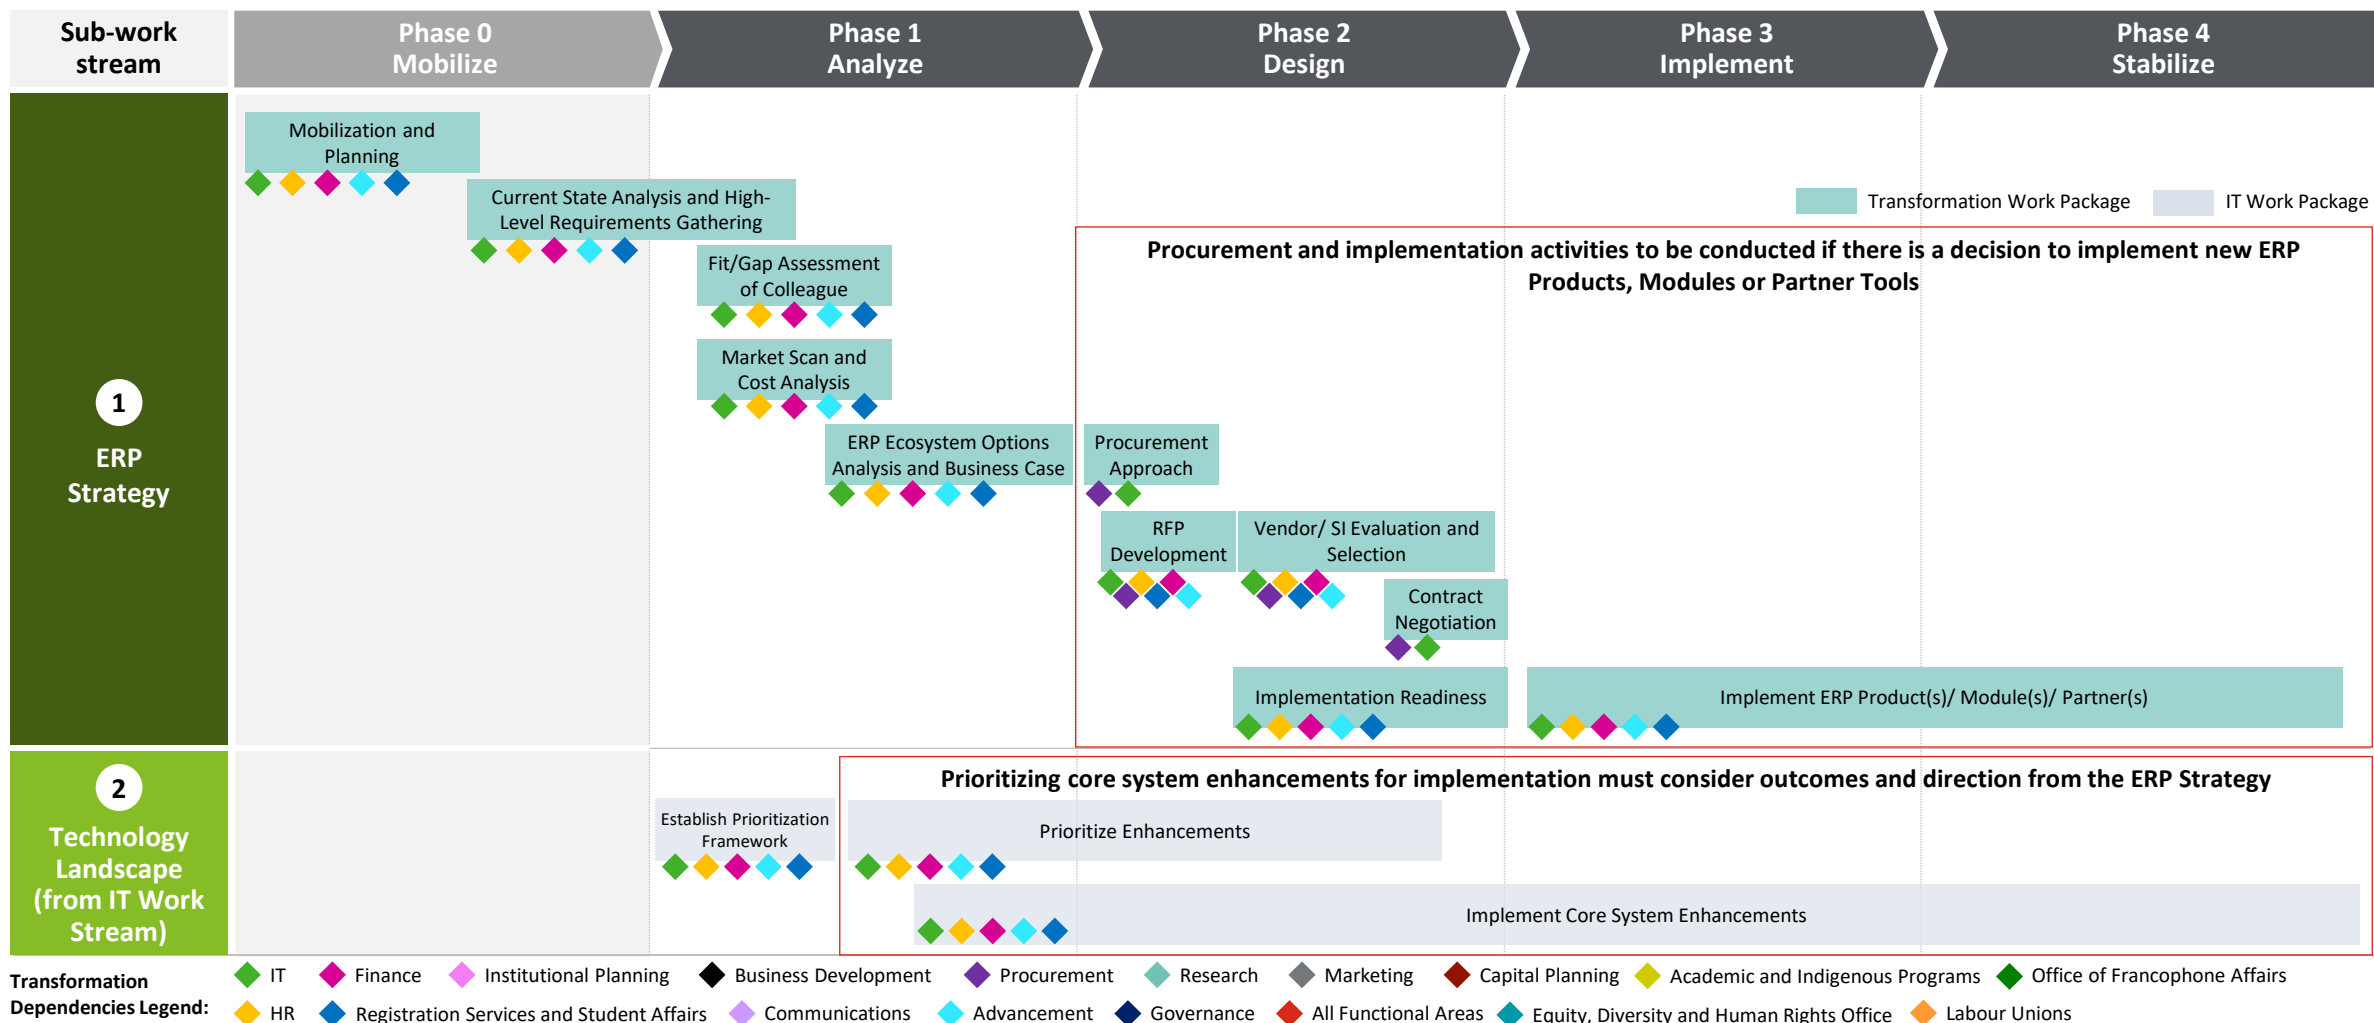 Sub-work
stream
Phase 0
Mobilize
Phase 1
Analyze
Phase 2
Design
Phase 3
Implement
Phase 4
Stabilize
1
ERP
Strategy
Mobilization and
Planning
Current State Analysis and High-
Level Requirements Gathering
Transformation Work Package
IT Work Package
Fit/Gap Assessment
of Colleague
Procurement and implementation activities to be conducted if there is a decision to implement new ERP
Products, Modules or Partner Tools
Market Scan and
Cost Analysis
ERP Ecosystem Options
Analysis and Business Case
Procurement
Approach
RFP
Development
Vendor/ SI Evaluation and
Selection
Contract
Negotiation
Implementation Readiness
Implement ERP Product(s)/ Module(s)/ Partner(s)
2
Technology
Landscape
(from IT Work
Stream)
Prioritizing core system enhancements for implementation must consider outcomes and direction from the ERP Strategy
Establish Prioritization
Framework
Prioritize Enhancements
Implement Core System Enhancements
Transformation
Dependencies Legend:
IT
Finance
Institutional Planning
Business Development
Procurement
Research
Marketing
Capital Planning
Academic and Indigenous Programs
Office of Francophone Affairs
HR
Registration Services and Student Affairs
Communications
Advancement
Governance
All Functional Areas
Equity, Diversity and Human Rights Office
Labour Unions